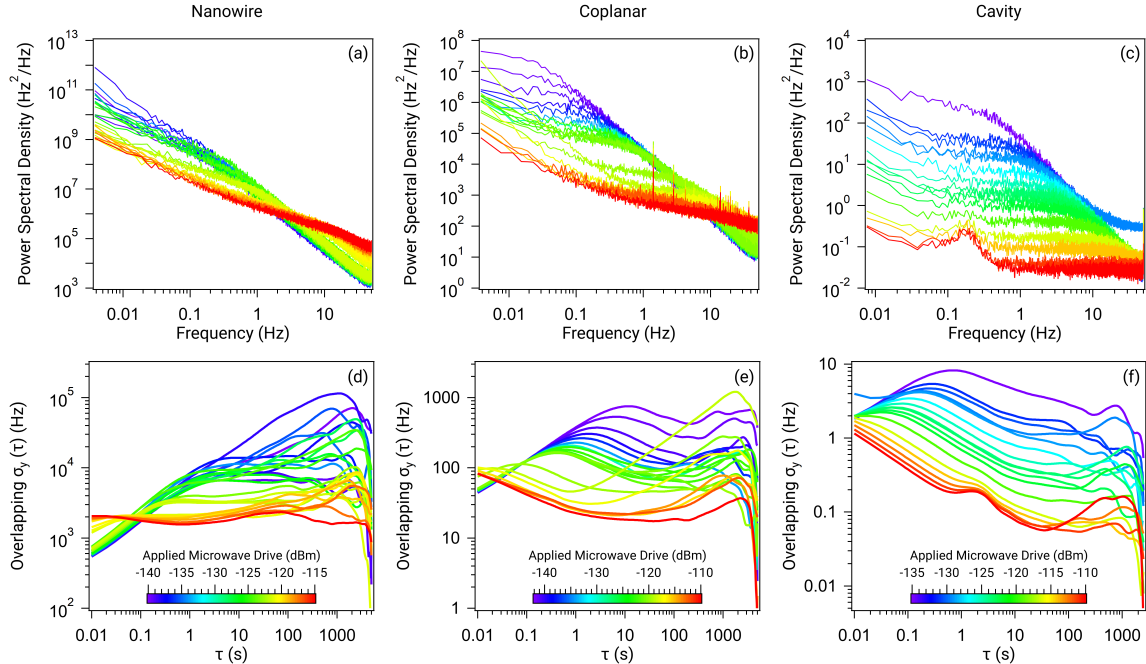 Nanowire
Coplanar
Cavity
(a)
Power Spectral Density (Hz²/Hz)
10¹³
10¹¹
10⁹
10⁷
10⁵
10³
0.01 0.1 1 10
Frequency (Hz)
(b)
Power Spectral Density (Hz²/Hz)
10⁸
10⁷
10⁶
10⁵
10⁴
10³
10²
10¹
10⁰
0.01 0.1 1 10
Frequency (Hz)
(c)
Power Spectral Density (Hz²/Hz)
10⁴
10³
10²
10¹
10⁰
10⁻¹
10⁻²
0.01 0.1 1 10
Frequency (Hz)
(d)
Overlapping σy (τ) (Hz)
10⁵
10⁴
10³
10²
Applied Microwave Drive (dBm)
-140 -135 -130 -125 -120 -115
0.01 0.1 1 10 100 1000
τ (s)
(e)
Overlapping σy (τ) (Hz)
1000
100
10
1
Applied Microwave Drive (dBm)
-140 -130 -120 -110
0.01 0.1 1 10 100 1000
τ (s)
(f)
Overlapping σy (τ) (Hz)
10
1
0.1
0.01
Applied Microwave Drive (dBm)
-135 -130 -125 -120 -115 -110
0.01 0.1 1 10 100 1000
τ (s)